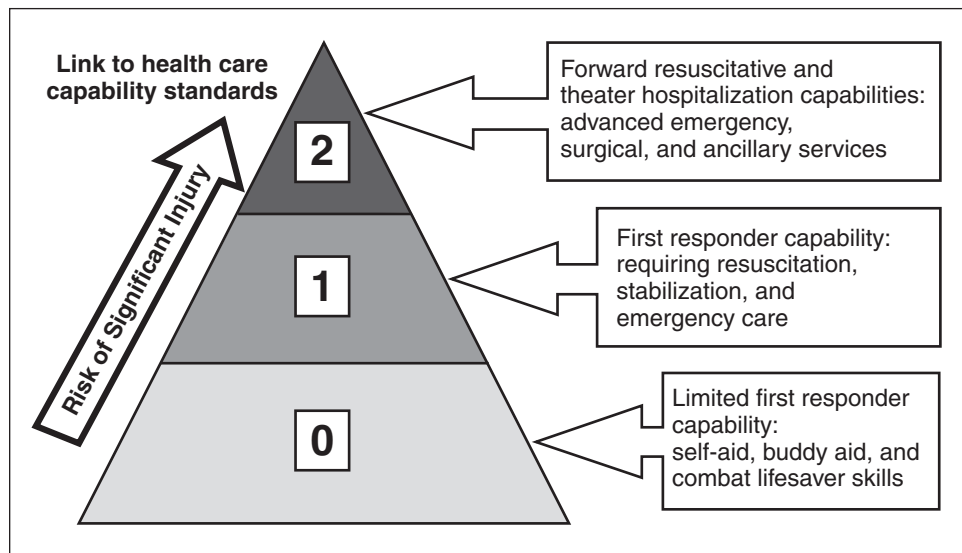 Link to health care
capability standards
Risk of Significant Injury
2
Forward resuscitative and
theater hospitalization capabilities:
advanced emergency,
surgical, and ancillary services
1
First responder capability:
requiring resuscitation,
stabilization, and
emergency care
0
Limited first responder
capability:
self-aid, buddy aid, and
combat lifesaver skills